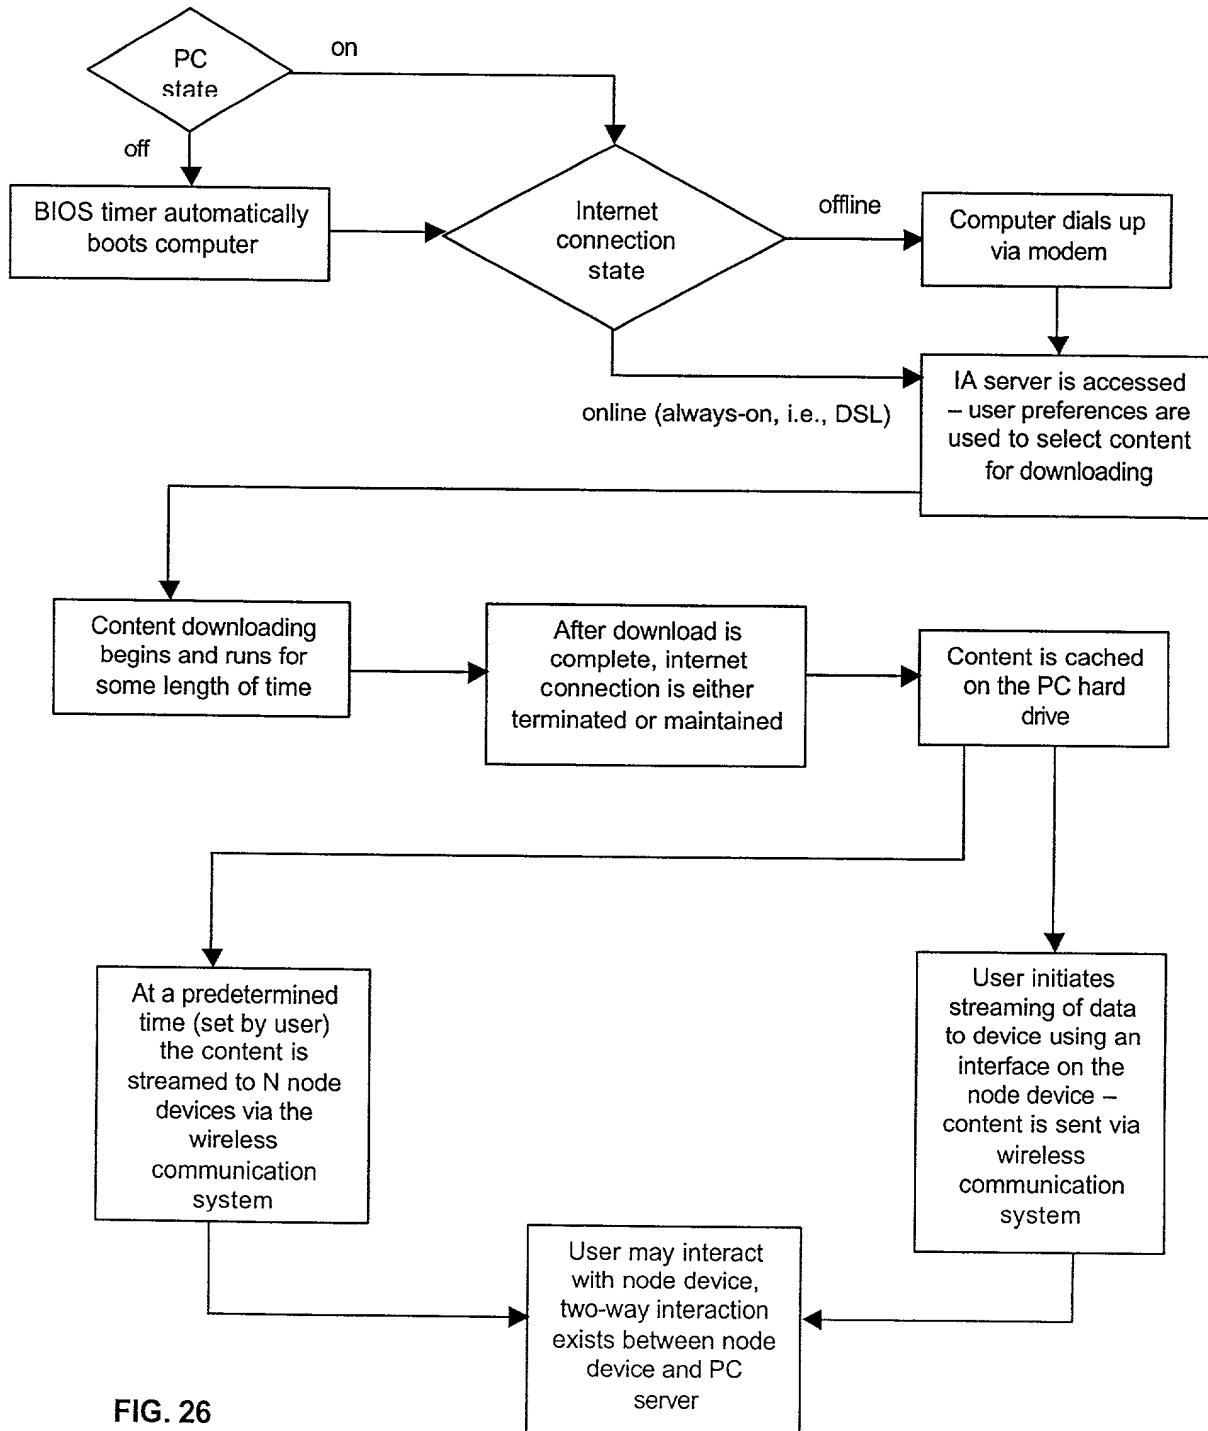 PC
state
on
off
BIOS timer automatically
boots computer
Internet
connection
state
offline
Computer dials up
via modem
online (always-on, i.e., DSL)
IA server is accessed
– user preferences are
used to select content
for downloading
Content downloading
begins and runs for
some length of time
After download is
complete, internet
connection is either
terminated or maintained
Content is cached
on the PC hard
drive
At a predetermined
time (set by user)
the content is
streamed to N node
devices via the
wireless
communication
system
User initiates
streaming of data
to device using an
interface on the
node device –
content is sent via
wireless
communication
system
User may interact
with node device,
two-way interaction
exists between node
device and PC
server
FIG. 26